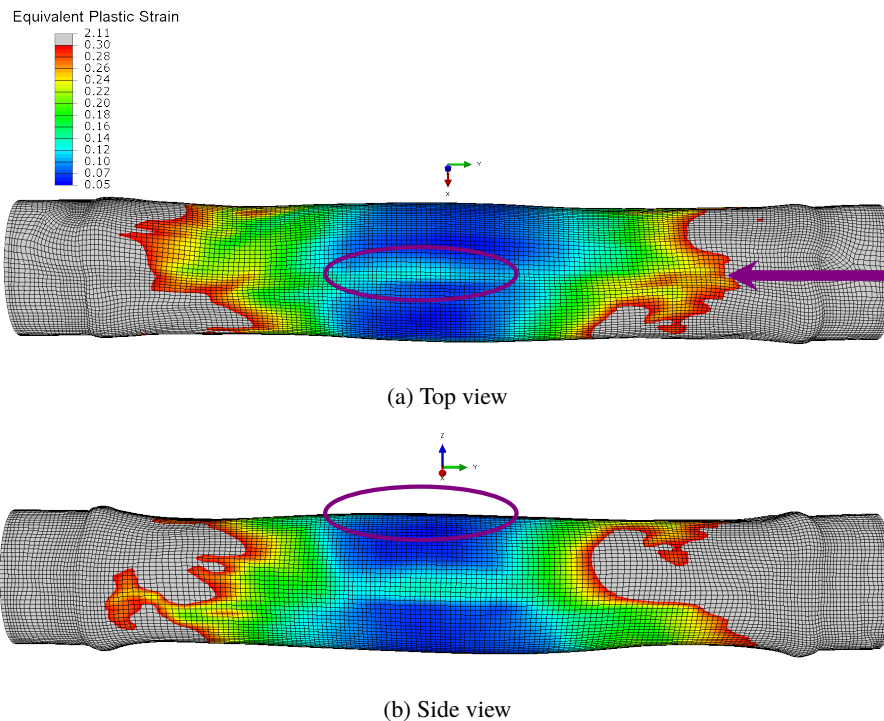 Equivalent Plastic Strain
2.11
0.30
0.28
0.26
0.24
0.22
0.20
0.18
0.16
0.14
0.12
0.10
0.07
0.05
Y
X
(a) Top view
Z
Y
X
(b) Side view